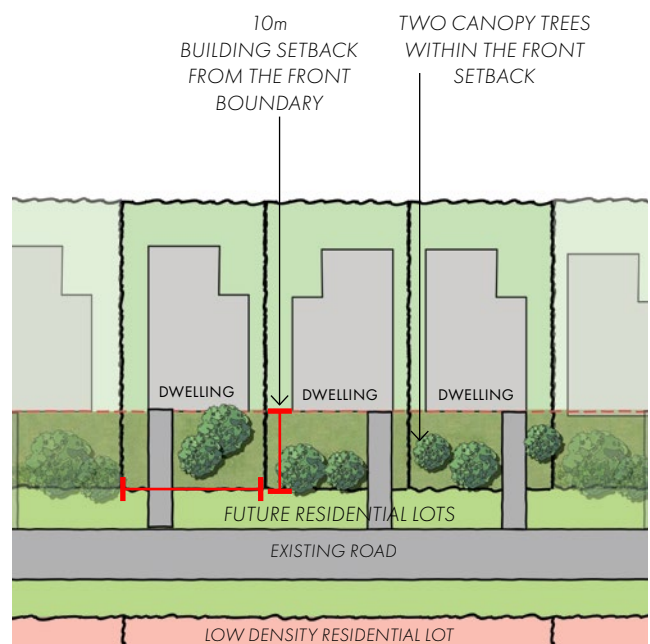 10m
BUILDING SETBACK
FROM THE FRONT
BOUNDARY
TWO CANOPY TREES
WITHIN THE FRONT
SETBACK
DWELLING
DWELLING
DWELLING
FUTURE RESIDENTIAL LOTS
EXISTING ROAD
LOW DENSITY RESIDENTIAL LOT